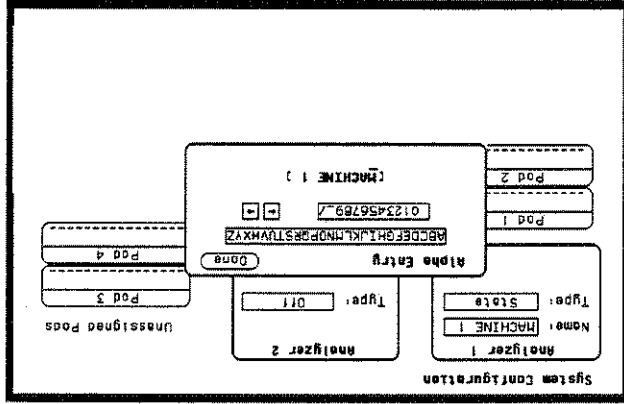 System Configuration
Analyzer 1
Name: MACHINE 1
Type: State
Analyzer 2
Type: Off
Unassigned Pods
Pod 3
Pod 4
Pod 1
Pod 2
Alpha Entry
Done
ABCDEFGHIJKLMNOPQRSTUVWXYZ
0123456789_/
[MACHINE 1 ]